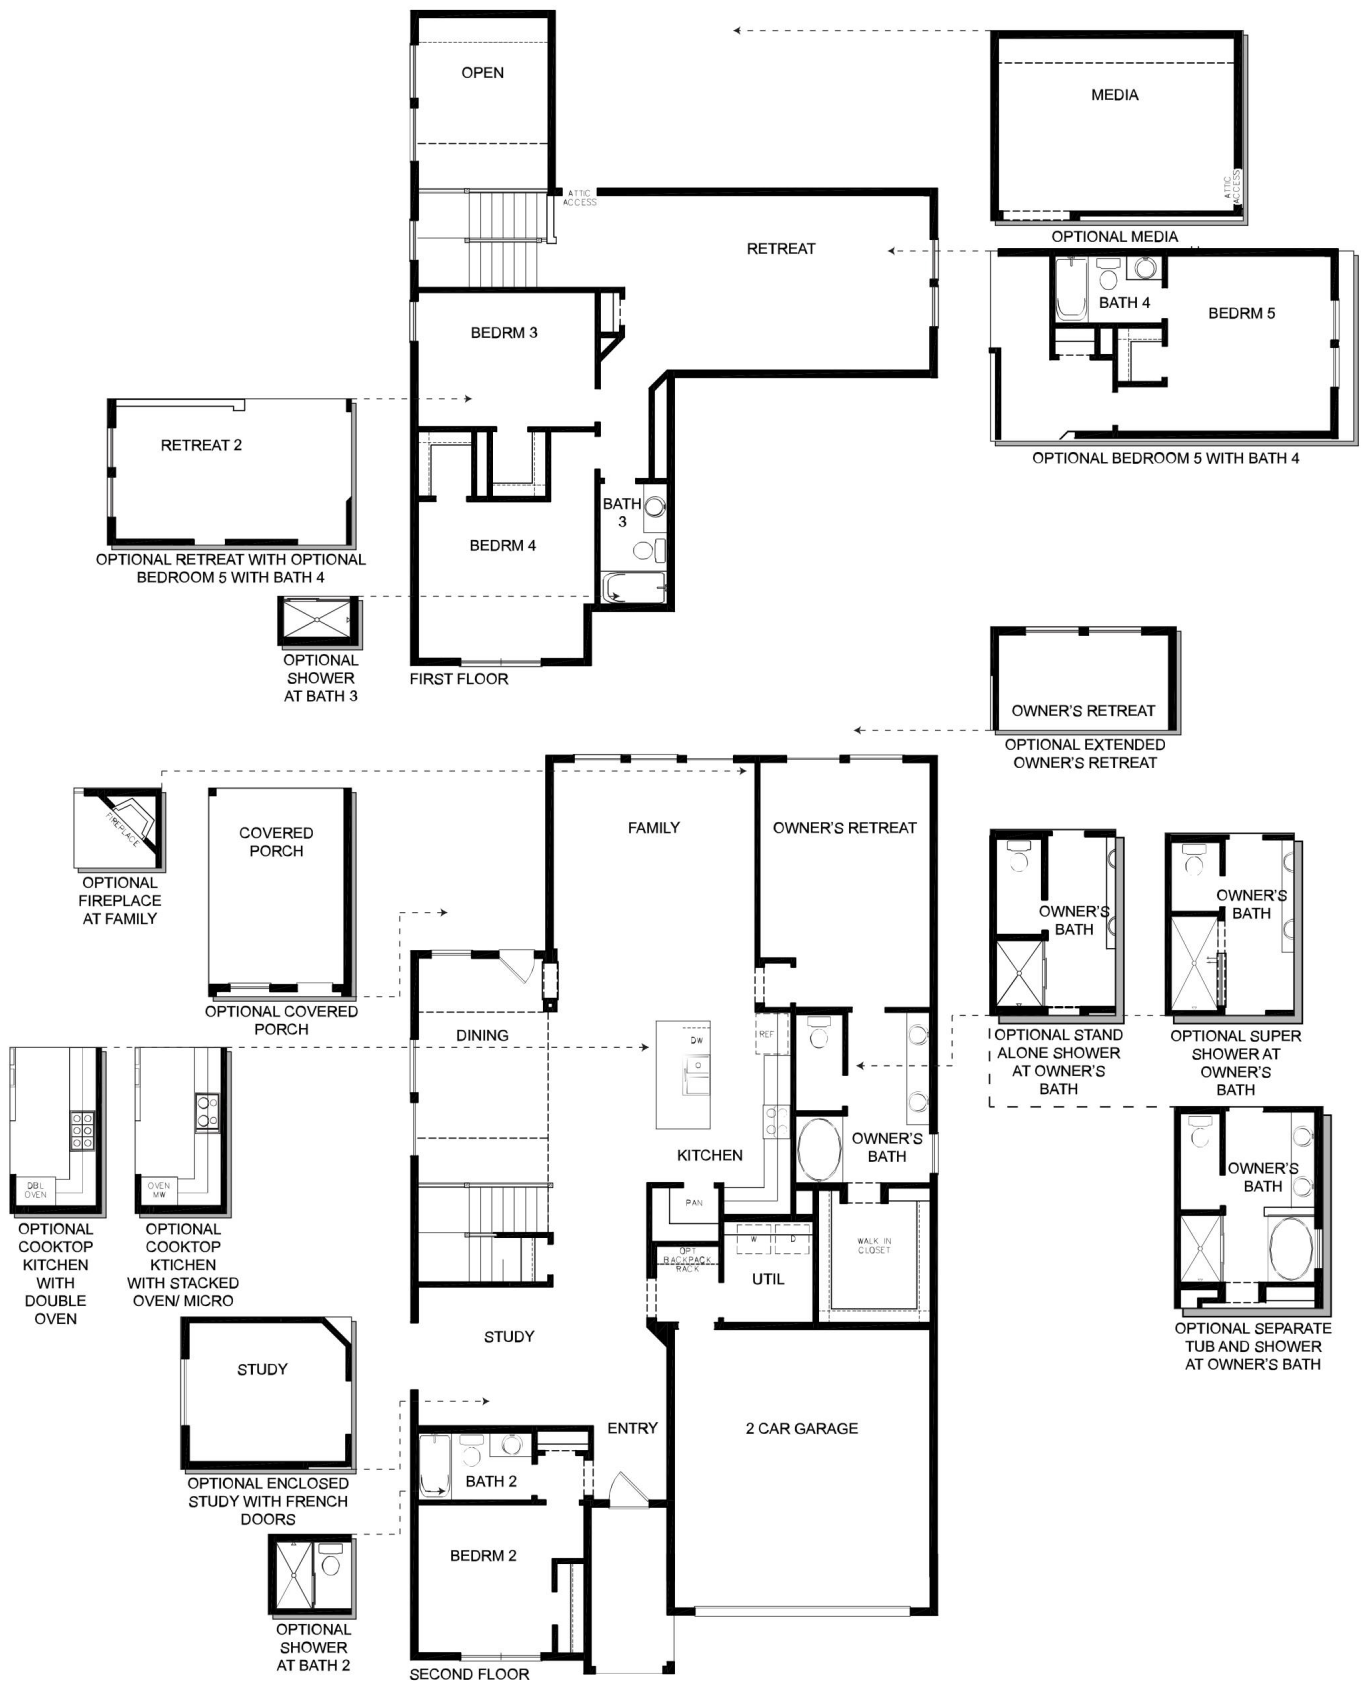 OPEN
MEDIA
ATTIC
ACCESS
ATTIC
ACCESS
OPTIONAL MEDIA
RETREAT
BATH 4
BEDRM 5
OPTIONAL BEDROOM 5 WITH BATH 4
BEDRM 3
RETREAT 2
OPTIONAL RETREAT WITH OPTIONAL
BEDROOM 5 WITH BATH 4
BATH
3
BEDRM 4
OPTIONAL
SHOWER
AT BATH 3
FIRST FLOOR
OWNER'S RETREAT
OPTIONAL EXTENDED
OWNER'S RETREAT
FIREPLACE
OPTIONAL
FIREPLACE
AT FAMILY
COVERED
PORCH
OPTIONAL COVERED
PORCH
FAMILY
OWNER'S RETREAT
OWNER'S
BATH
OPTIONAL STAND
ALONE SHOWER
AT OWNER'S
BATH
OWNER'S
BATH
OPTIONAL SUPER
SHOWER AT
OWNER'S
BATH
DINING
DW
REF
KITCHEN
OWNER'S
BATH
OWNER'S
BATH
OPTIONAL SEPARATE
TUB AND SHOWER
AT OWNER'S BATH
DBL
OVEN
OPTIONAL
COOKTOP
KITCHEN
WITH
DOUBLE
OVEN
OVEN
MW
OPTIONAL
COOKTOP
KTICHEN
WITH STACKED
OVEN/ MICRO
PAN
W
D
OPT
BACKPACK
RACK
UTIL
WALK IN
CLOSET
STUDY
STUDY
OPTIONAL ENCLOSED
STUDY WITH FRENCH
DOORS
ENTRY
2 CAR GARAGE
BATH 2
BEDRM 2
OPTIONAL
SHOWER
AT BATH 2
SECOND FLOOR